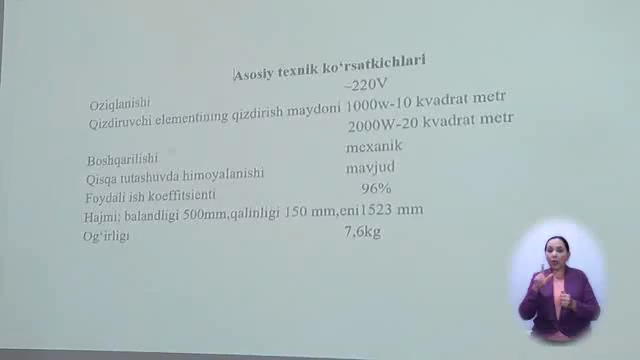 Asosiy texnik ko‘rsatkichlari
Oziqlanishi ~220V
Qizdiruvchi elementining qizdirish maydoni 1000w-10 kvadrat metr
2000W-20 kvadrat metr
Boshqarilishi mexanik
Qisqa tutashuvda himoyalanishi mavjud
Foydali ish koeffitsienti 96%
Hajmi; balandligi 500mm,qalinligi 150 mm,eni1523 mm
Og‘irligi 7,6kg